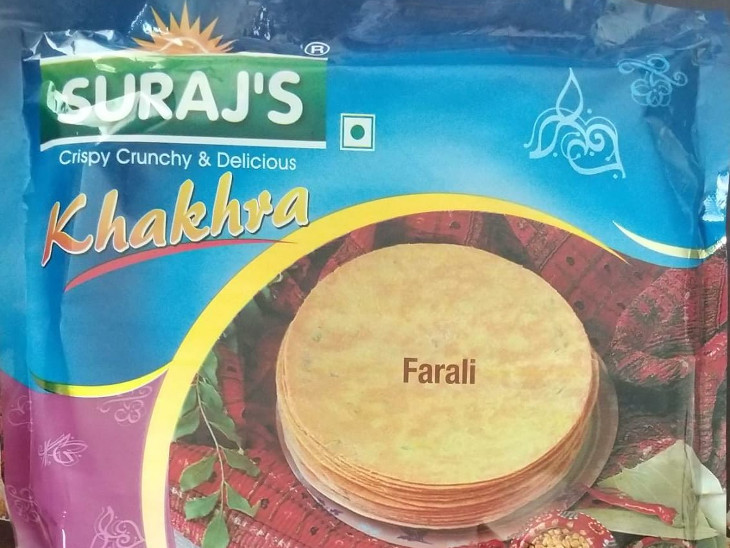 ®
SURAJ'S
Crispy Crunchy & Delicious
Khakhra
Farali